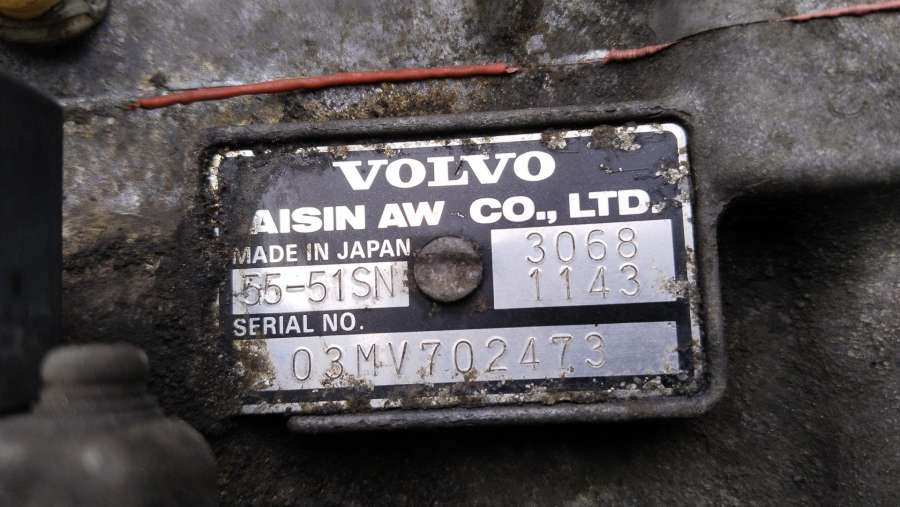 VOLVO
AISIN AW CO., LTD.
MADE IN JAPAN
55-51SN
3068
1143
SERIAL NO.
03MV702473